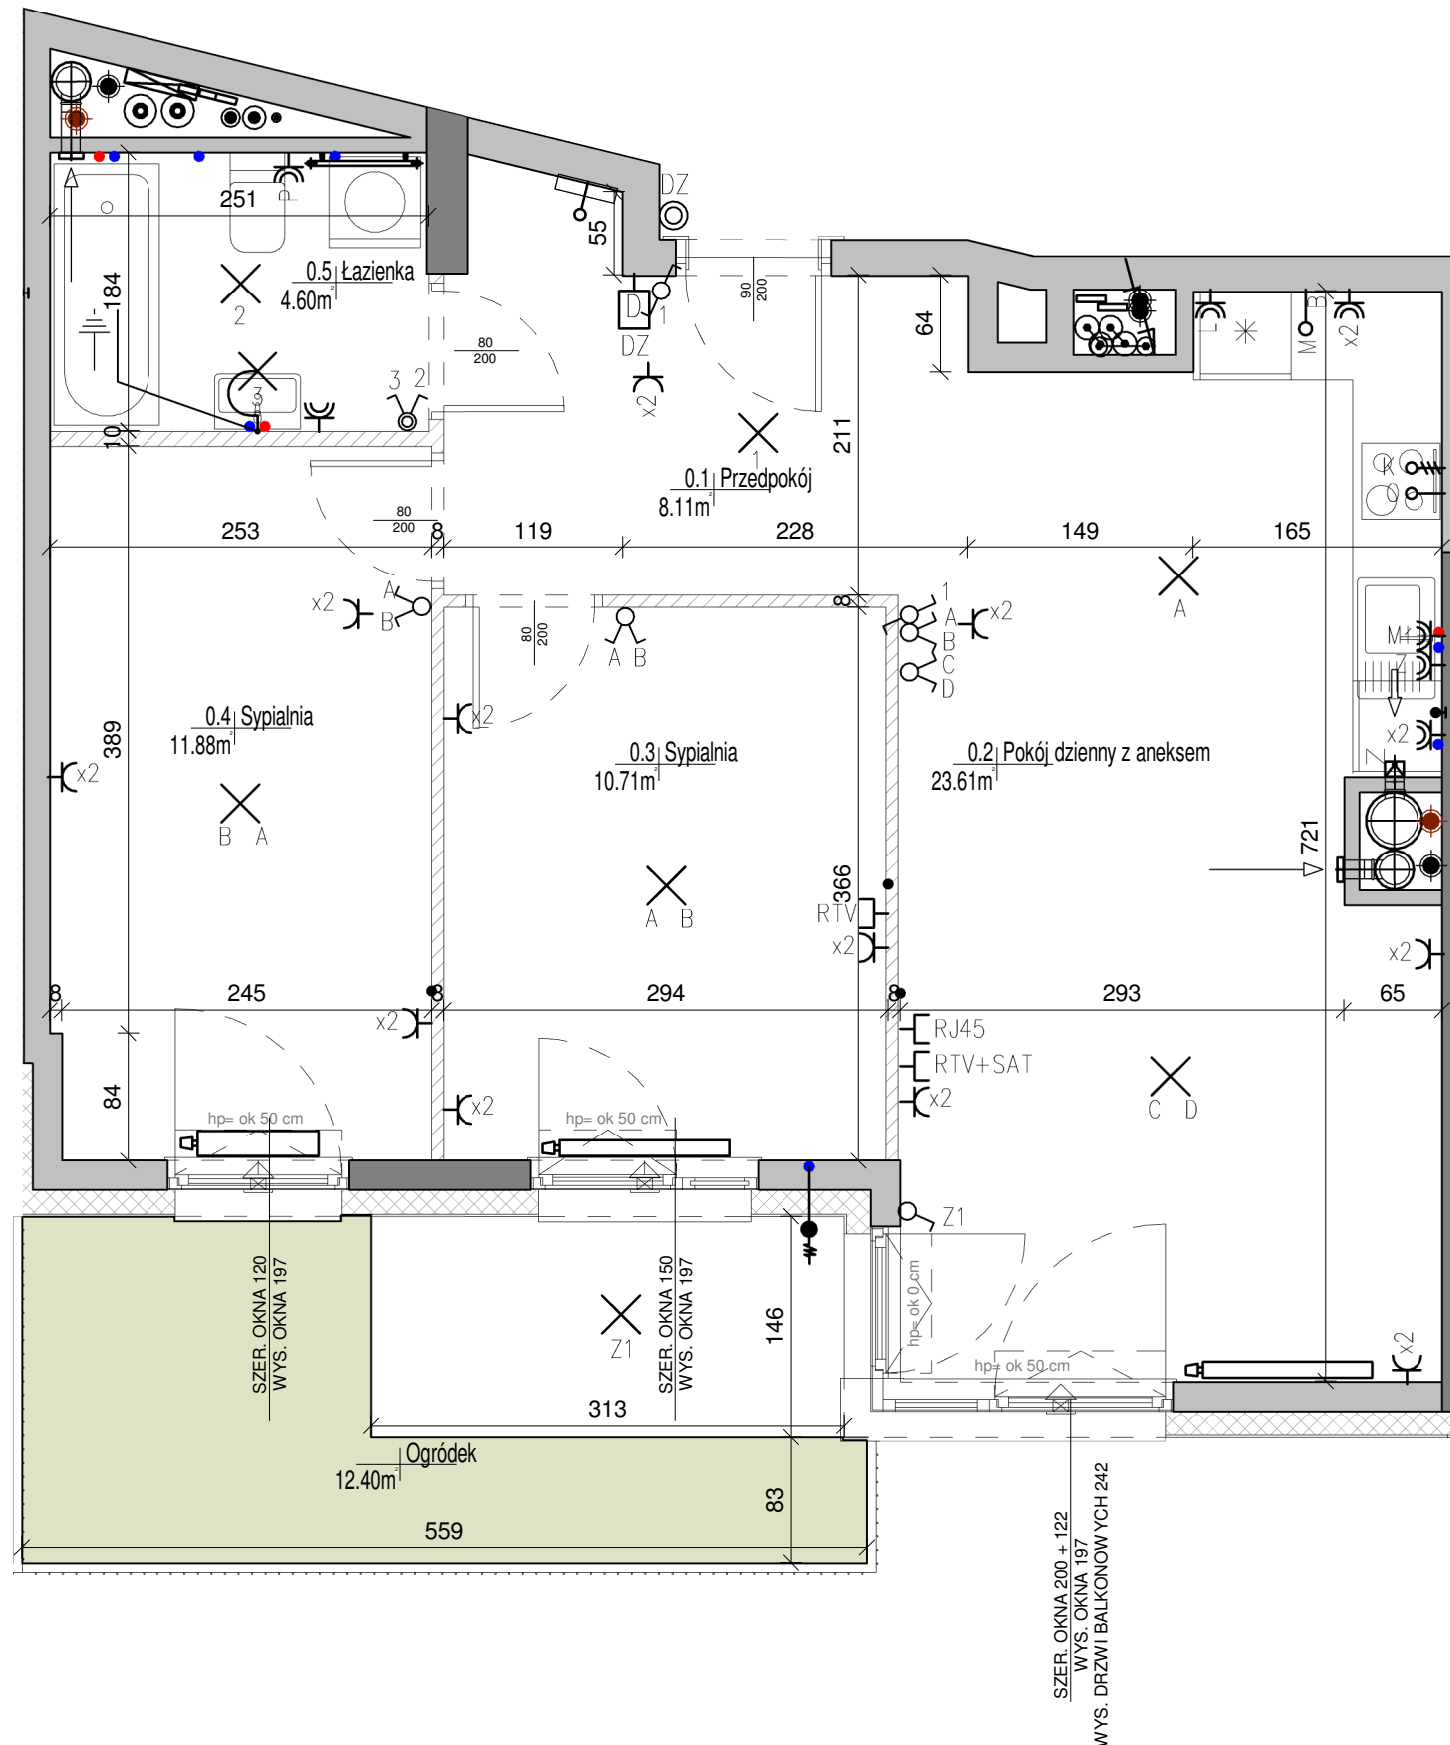 DZ
251
55
0.5 Łazienka
4.60m²
184
2
90
200
D
1
DZ
64
L
M
B
x2
80
200
3 2
x2
3
10
211
1
0.1 Przedpokój
8.11m²
K
80
200
253
8
119
228
149
165
A
x2
A
B
8
1
A
B
C
D
x2
80
200
A B
Z
x2
0.4 Sypialnia
11.88m²
x2
0.3 Sypialnia
10.71m²
0.2 Pokój dzienny z aneksem
23.61m²
x2
Z
389
x2
B A
721
366
A B
RTV
x2
x2
8
245
8
294
8
293
65
x2
RJ45
RTV+SAT
x2
84
x2
C D
hp= ok 50 cm
hp= ok 50 cm
Z1
SZER. OKNA 120
WYS. OKNA 197
SZER. OKNA 150
WYS. OKNA 197
146
hp= ok 0 cm
Z1
hp= ok 50 cm
x2
313
Ogródek
12.40m²
83
559
SZER. OKNA 200 + 122
WYS. OKNA 197
WYS. DRZWI BALKONOWYCH 242